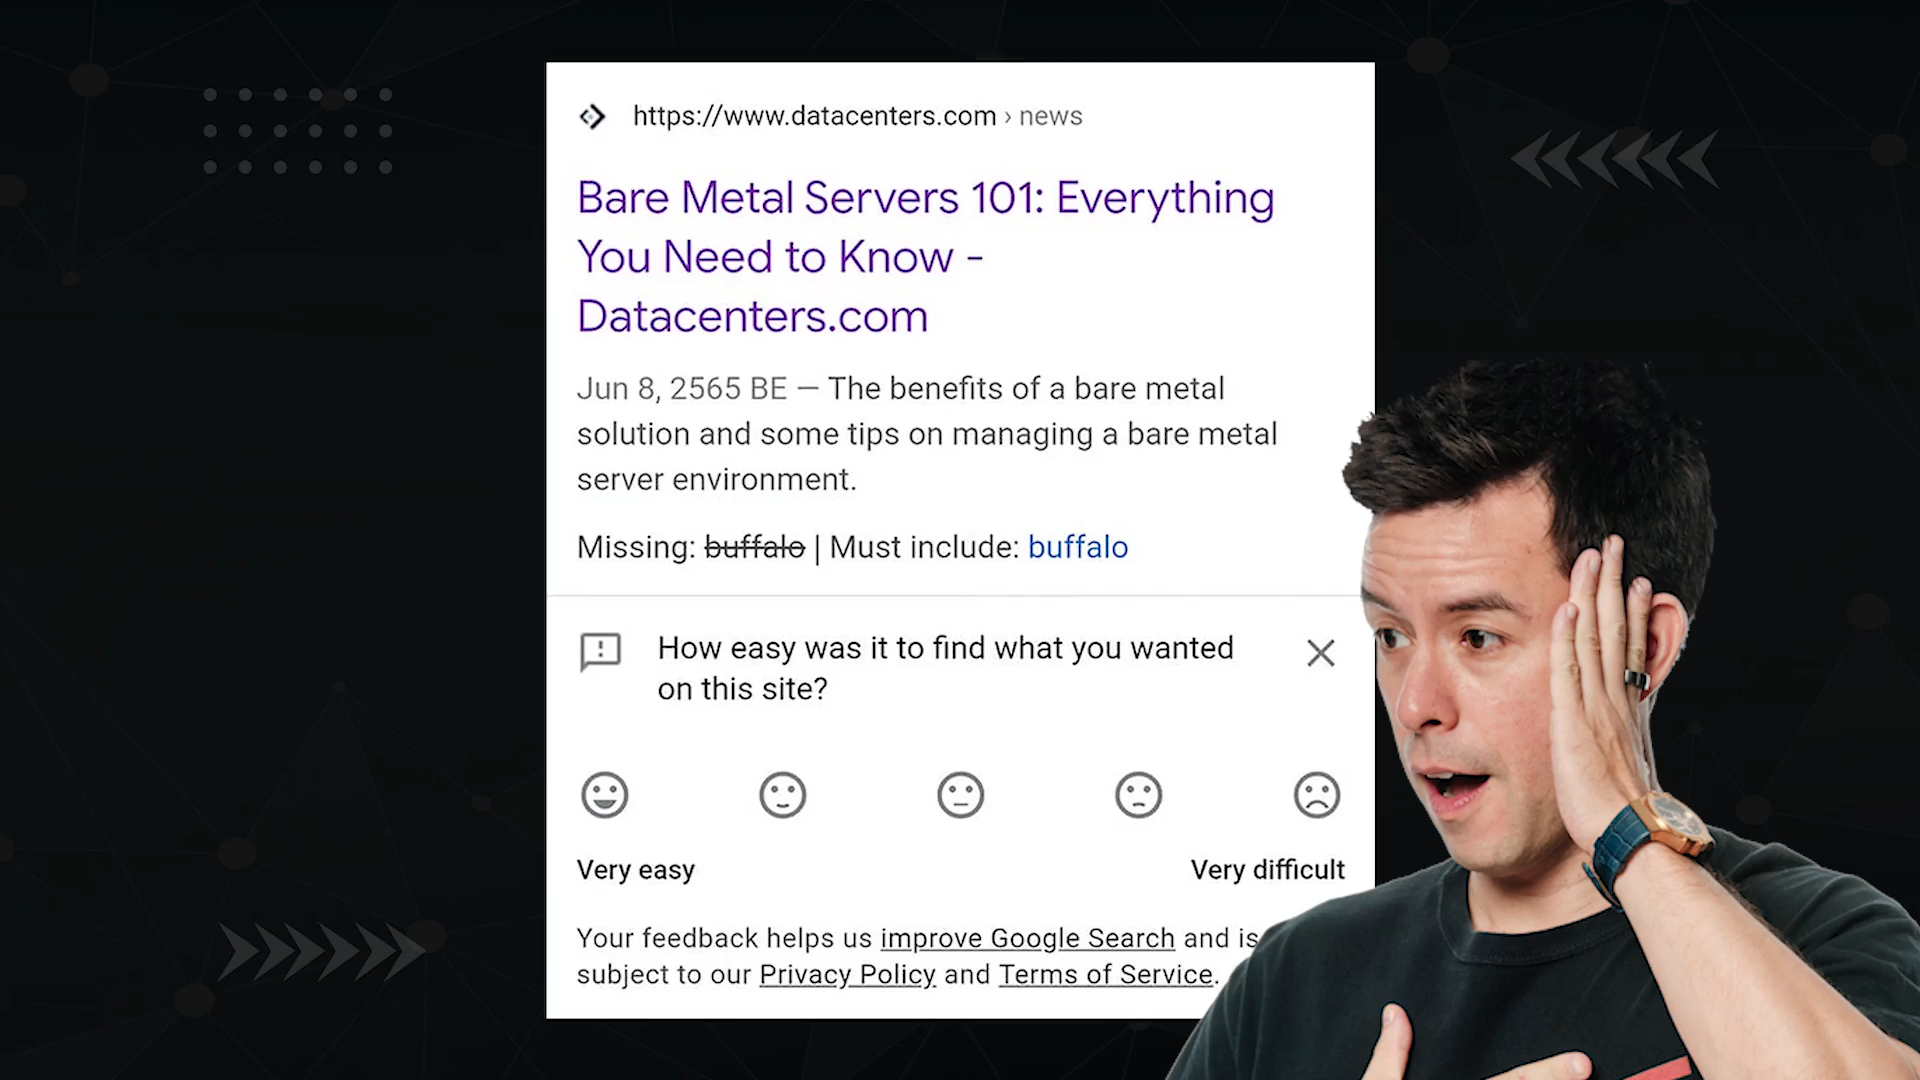 https://www.datacenters.com › news
Bare Metal Servers 101: Everything
You Need to Know -
Datacenters.com
Jun 8, 2565 BE — The benefits of a bare metal
solution and some tips on managing a bare metal
server environment.
Missing: buffalo | Must include: buffalo
How easy was it to find what you wanted
on this site?
Very easy
Very difficult
Your feedback helps us improve Google Search and is
subject to our Privacy Policy and Terms of Service.